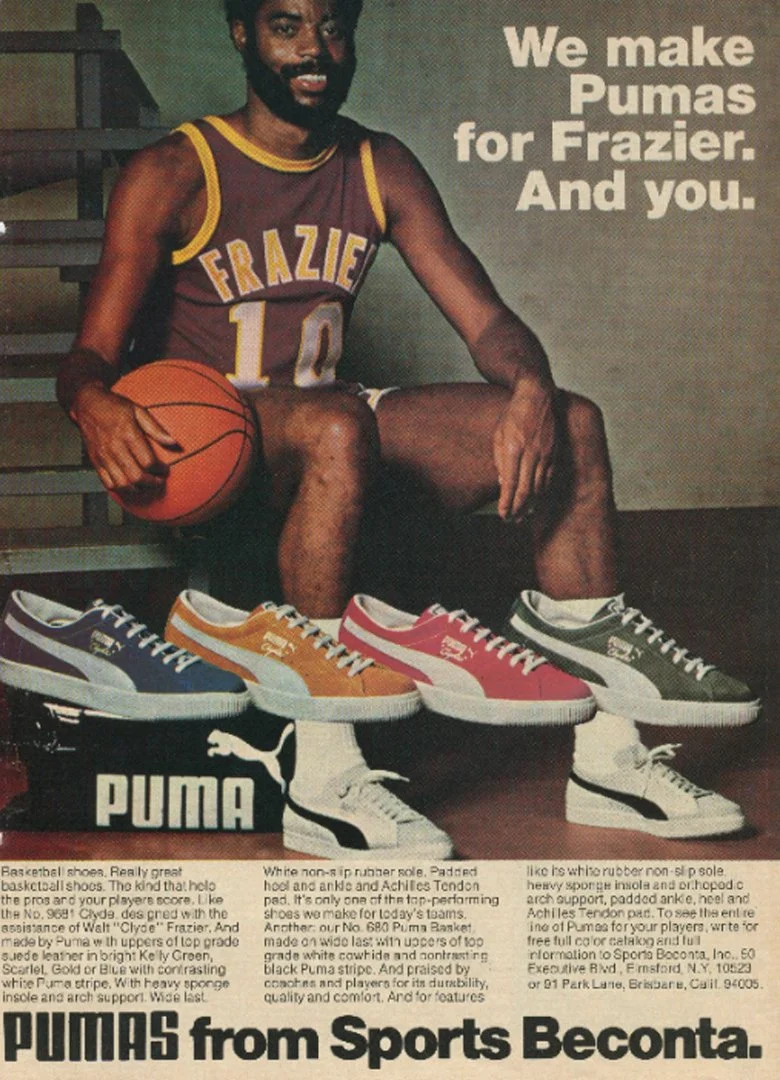 We make
Pumas
for Frazier.
And you.
FRAZIE
10
PUMA
Clyde
PUMA
Clyde
PUMA
Clyde
PUMA
Clyde
PUMA
Basketball shoes. Really great
basketball shoes. The kind that help
the pros and your players score. Like
the No. 9681 Clyde, designed with the
assistance of Walt "Clyde" Frazier. And
made by Puma with uppers of top grade
suede leather in bright Kelly Green,
Scarlet, Gold or Blue with contrasting
white Puma stripe. With heavy sponge
insole and arch support. Wide last.
White non-slip rubber sole. Padded
heel and ankle and Achilles Tendon
pad. It's only one of the top-performing
shoes we make for today's teams.
Another: our No. 680 Puma Basket,
made on wide last with uppers of top
grade white cowhide and contrasting
black Puma stripe. And praised by
coaches and players for its durability,
quality and comfort. And for features
like its white rubber non-slip sole,
heavy sponge insole and orthopedic
arch support, padded ankle, heel and
Achilles Tendon pad. To see the entire
line of Pumas for your players, write for
free full color catalog and full
information to Sports Beconta, Inc., 50
Executive Blvd., Elmsford, N.Y. 10523
or 91 Park Lane, Brisbane, Calif. 94005.
PUMAS from Sports Beconta.